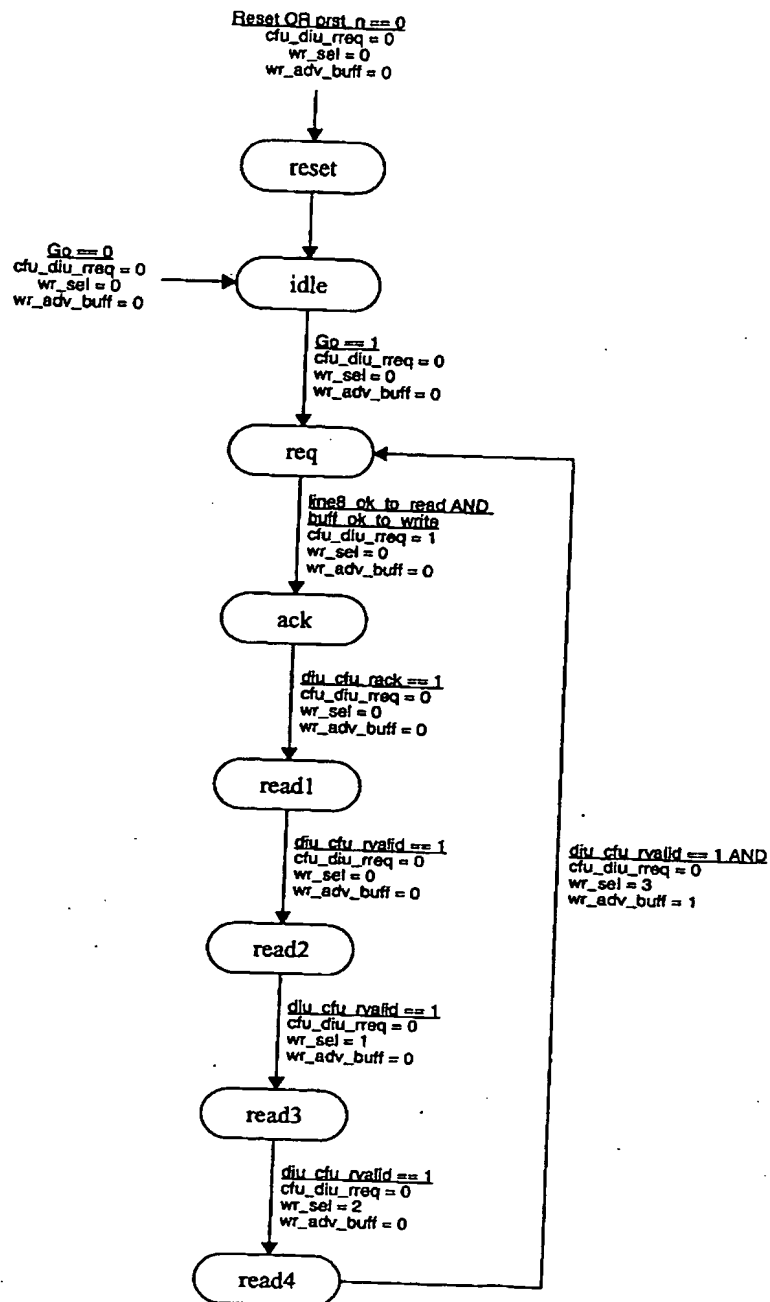 Reset OR prst_n == 0
cfu_diu_rreq = 0
wr_sel = 0
wr_adv_buff = 0
reset
Go == 0
cfu_diu_rreq = 0
wr_sel = 0
wr_adv_buff = 0
idle
Go == 1
cfu_diu_rreq = 0
wr_sel = 0
wr_adv_buff = 0
req
line8_ok_to_read AND
buff_ok_to_write
cfu_diu_rreq = 1
wr_sel = 0
wr_adv_buff = 0
ack
diu_cfu_rack == 1
cfu_diu_rreq = 0
wr_sel = 0
wr_adv_buff = 0
read1
diu_cfu_rvalid == 1
cfu_diu_rreq = 0
wr_sel = 0
wr_adv_buff = 0
diu_cfu_rvalid == 1 AND
cfu_diu_rreq = 0
wr_sel = 3
wr_adv_buff = 1
read2
diu_cfu_rvalid == 1
cfu_diu_rreq = 0
wr_sel = 1
wr_adv_buff = 0
read3
diu_cfu_rvalid == 1
cfu_diu_rreq = 0
wr_sel = 2
wr_adv_buff = 0
read4